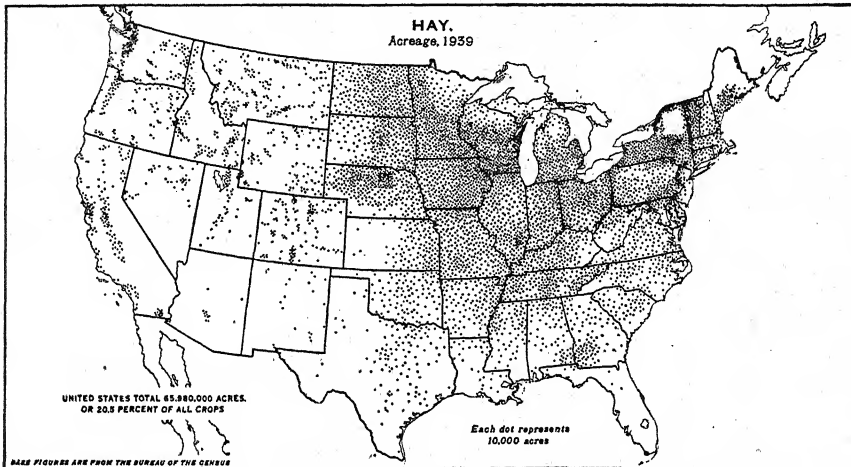 HAY.
Acreage, 1939
UNITED STATES TOTAL 65,980,000 ACRES.
OR 20.5 PERCENT OF ALL CROPS
Each dot represents
10,000 acres
FIGURES ARE FROM THE BUREAU OF THE CENSUS